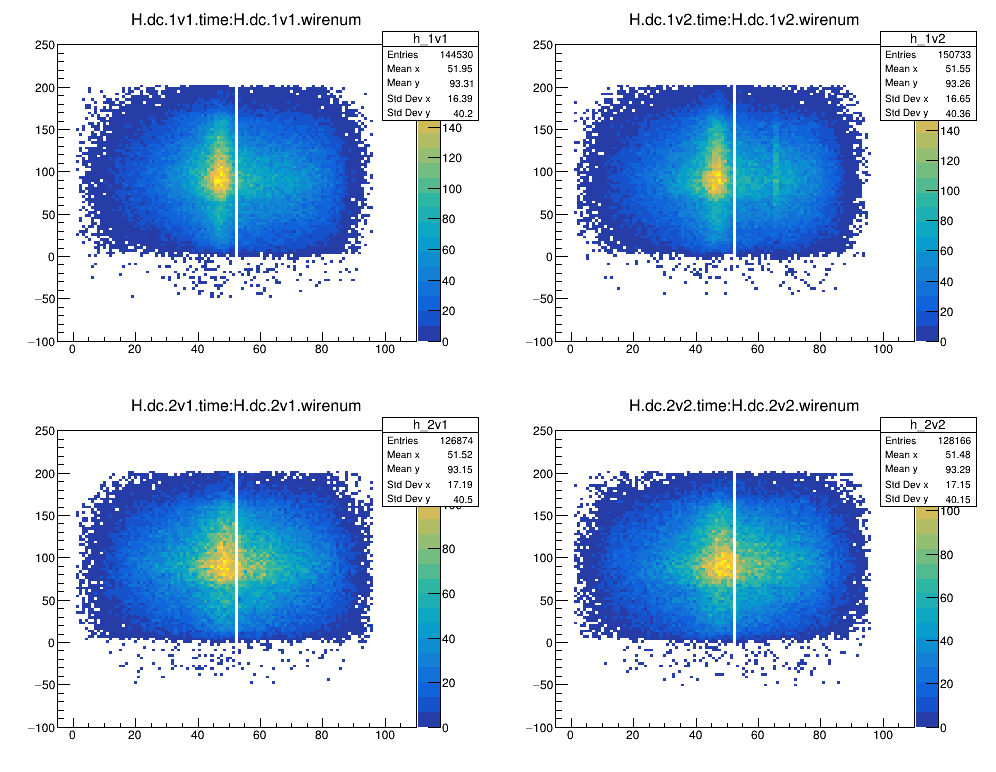 H.dc.1v1.time:H.dc.1v1.wirenum
h_1v1
Entries 144530
Mean x 51.95
Mean y 93.31
Std Dev x 16.39
Std Dev y 40.2
250
200
150
100
50
0
−50
−100
0 20 40 60 80 100
140
120
100
80
60
40
20
0
H.dc.1v2.time:H.dc.1v2.wirenum
h_1v2
Entries 150733
Mean x 51.55
Mean y 93.26
Std Dev x 16.65
Std Dev y 40.36
250
200
150
100
50
0
−50
−100
0 20 40 60 80 100
140
120
100
80
60
40
20
0
H.dc.2v1.time:H.dc.2v1.wirenum
h_2v1
Entries 126874
Mean x 51.52
Mean y 93.15
Std Dev x 17.19
Std Dev y 40.5
250
200
150
100
50
0
−50
−100
0 20 40 60 80 100
80
60
40
20
0
H.dc.2v2.time:H.dc.2v2.wirenum
h_2v2
Entries 128166
Mean x 51.48
Mean y 93.29
Std Dev x 17.15
Std Dev y 40.15
250
200
150
100
50
0
−50
−100
0 20 40 60 80 100
100
80
60
40
20
0